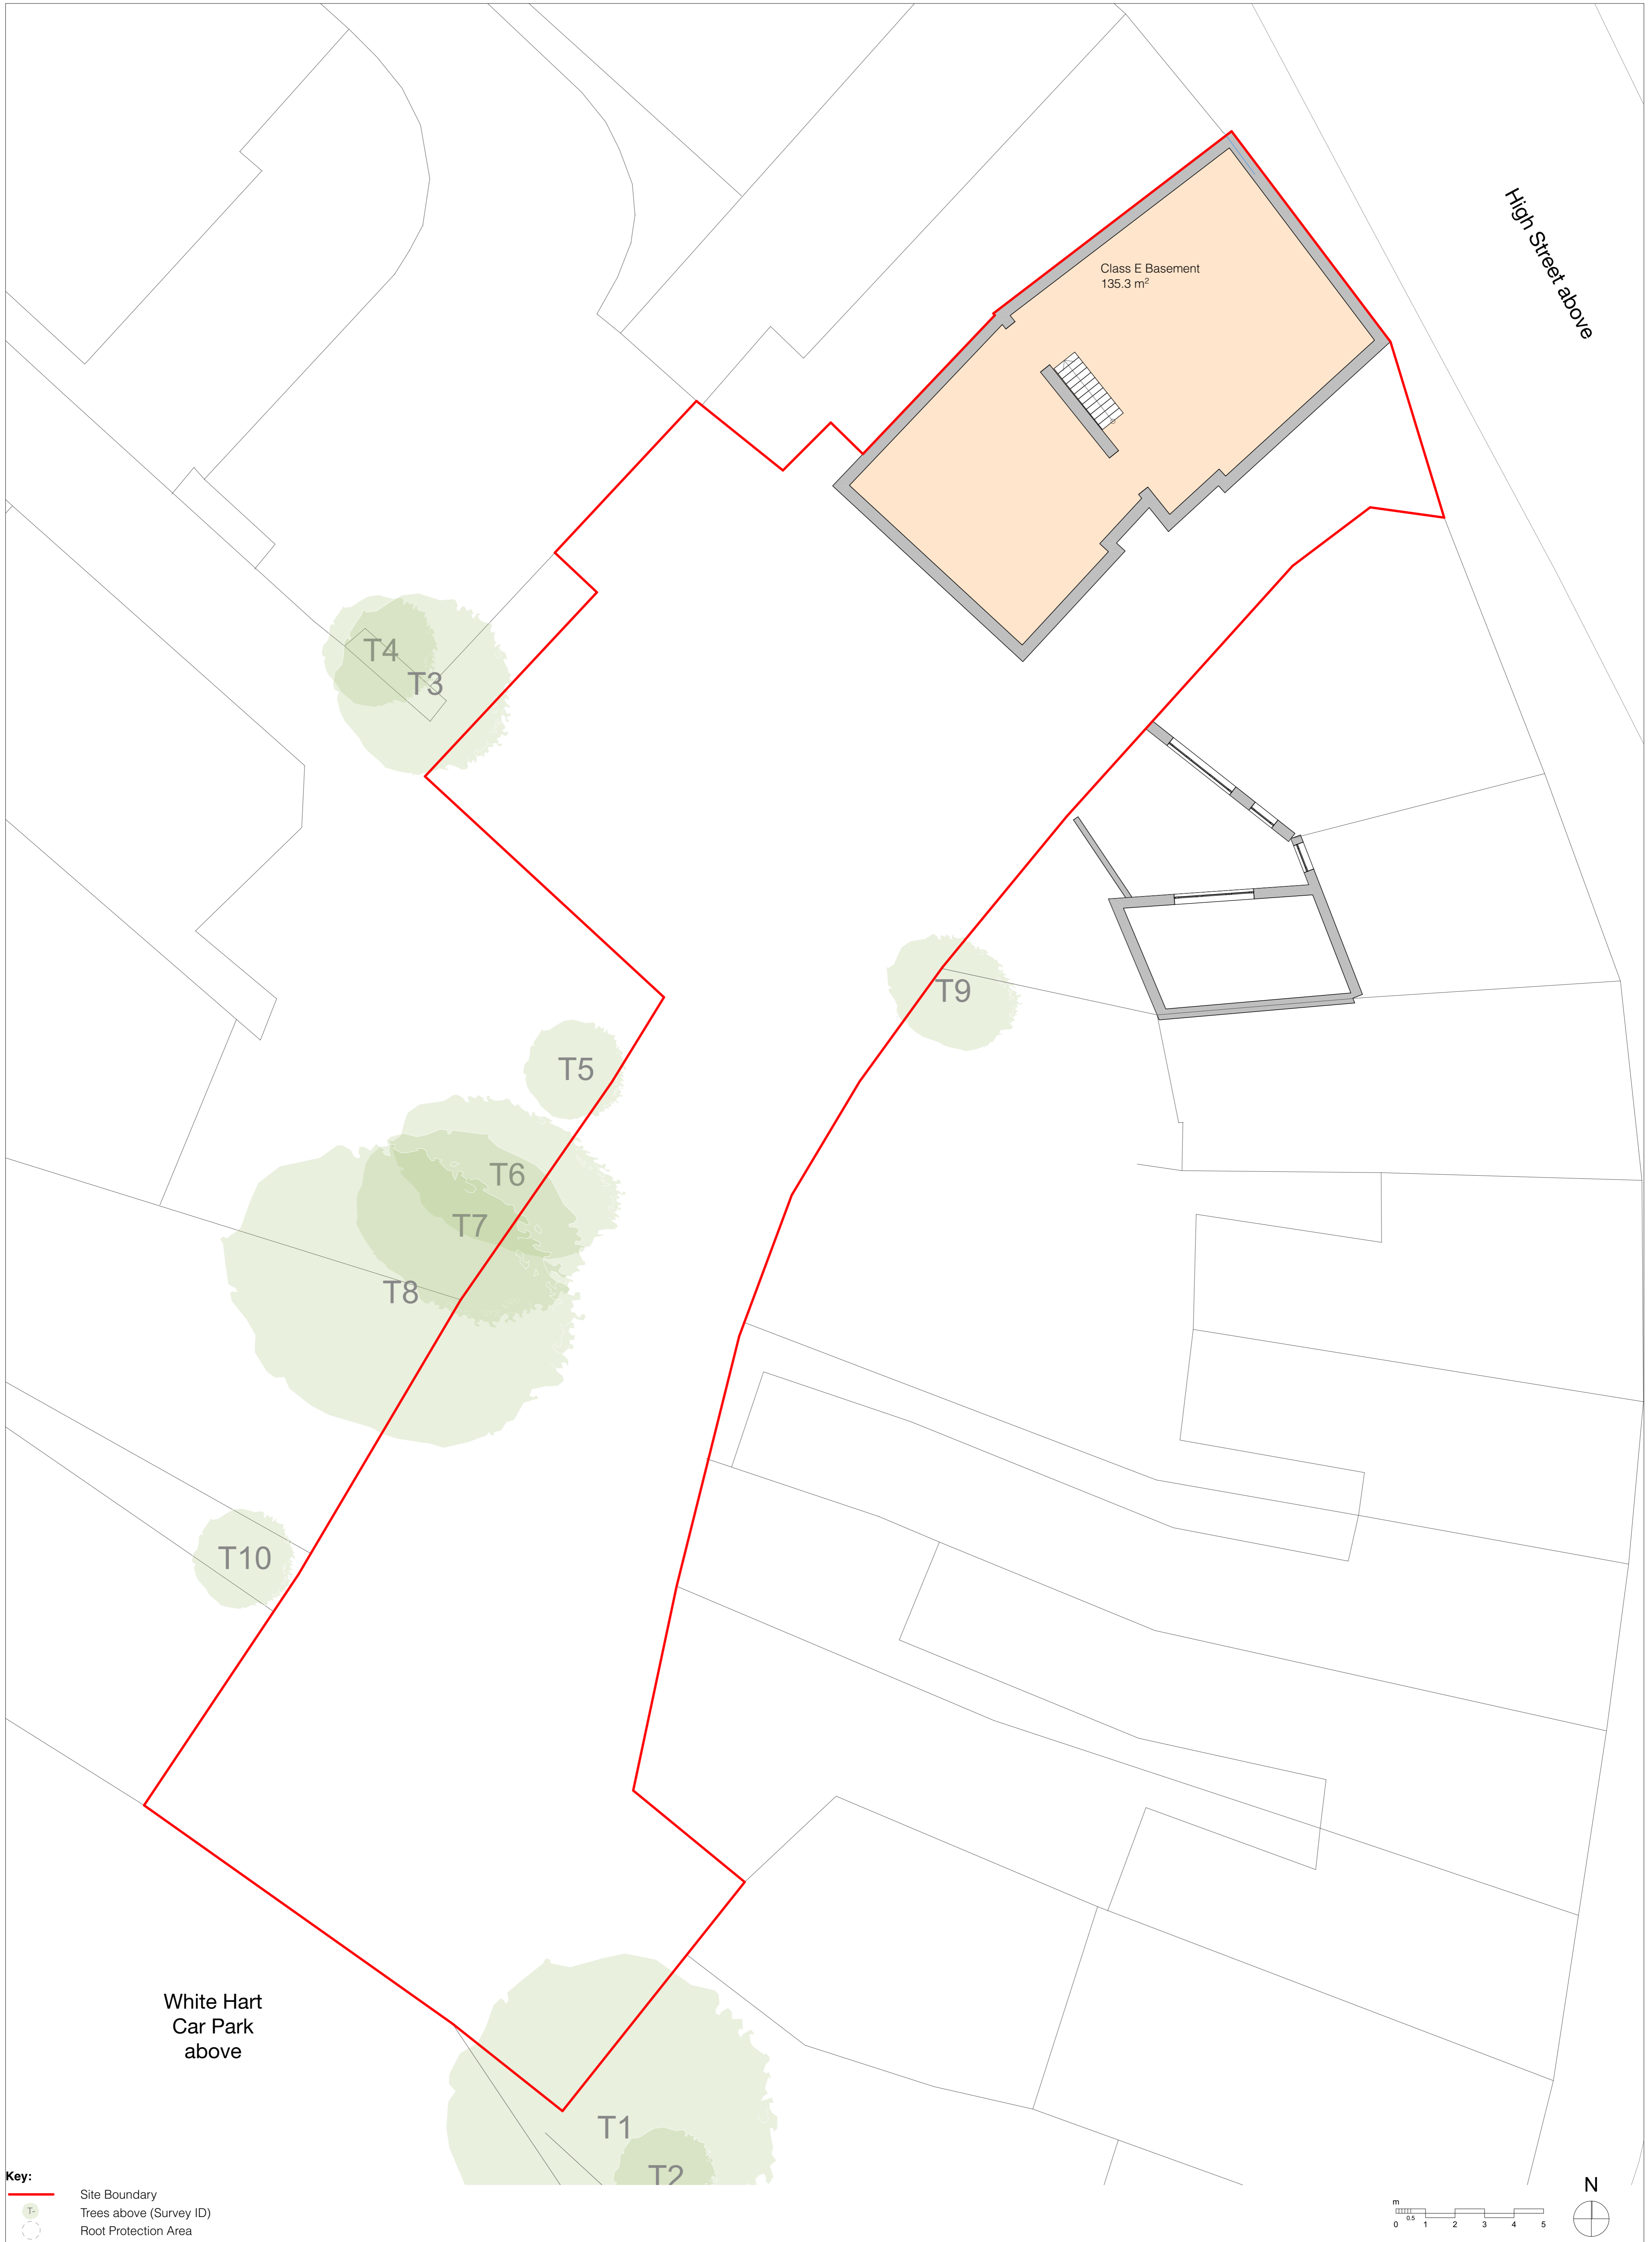 High Street above
Class E Basement
135.3 m²
T4
T3
T9
T5
T6
T7
T8
T10
White Hart
Car Park
above
T1
T2
Key:
Site Boundary
T-
Trees above (Survey ID)
Root Protection Area
m
0 0.5 1 2 3 4 5
N